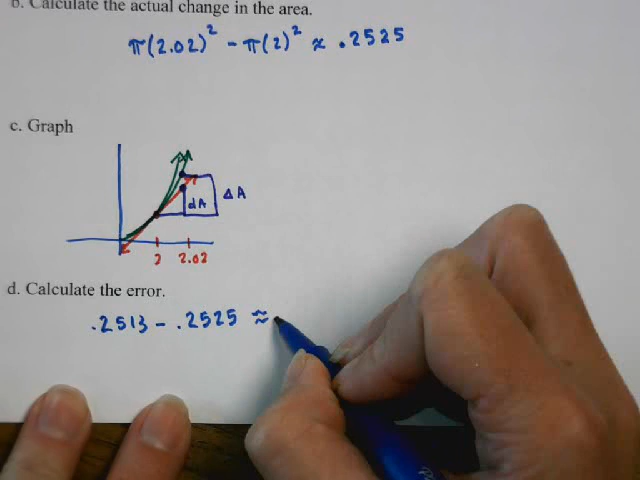 b. Calculate the actual change in the area.
π(2.02)² - π(2)² ≈ .2525
c. Graph
ΔA
dA
2 2.02
d. Calculate the error.
.2513 - .2525 ≈